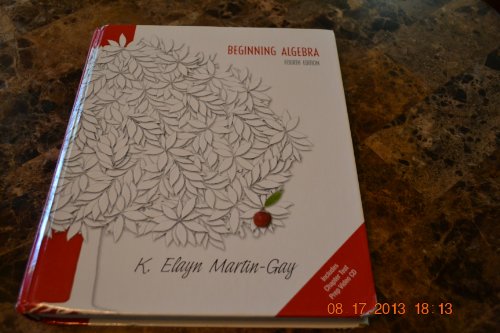 BEGINNING ALGEBRA
FOURTH EDITION
K. Elayn Martin-Gay
Includes
Chapter Test
Prep Video CD
08 17 2013 18 13